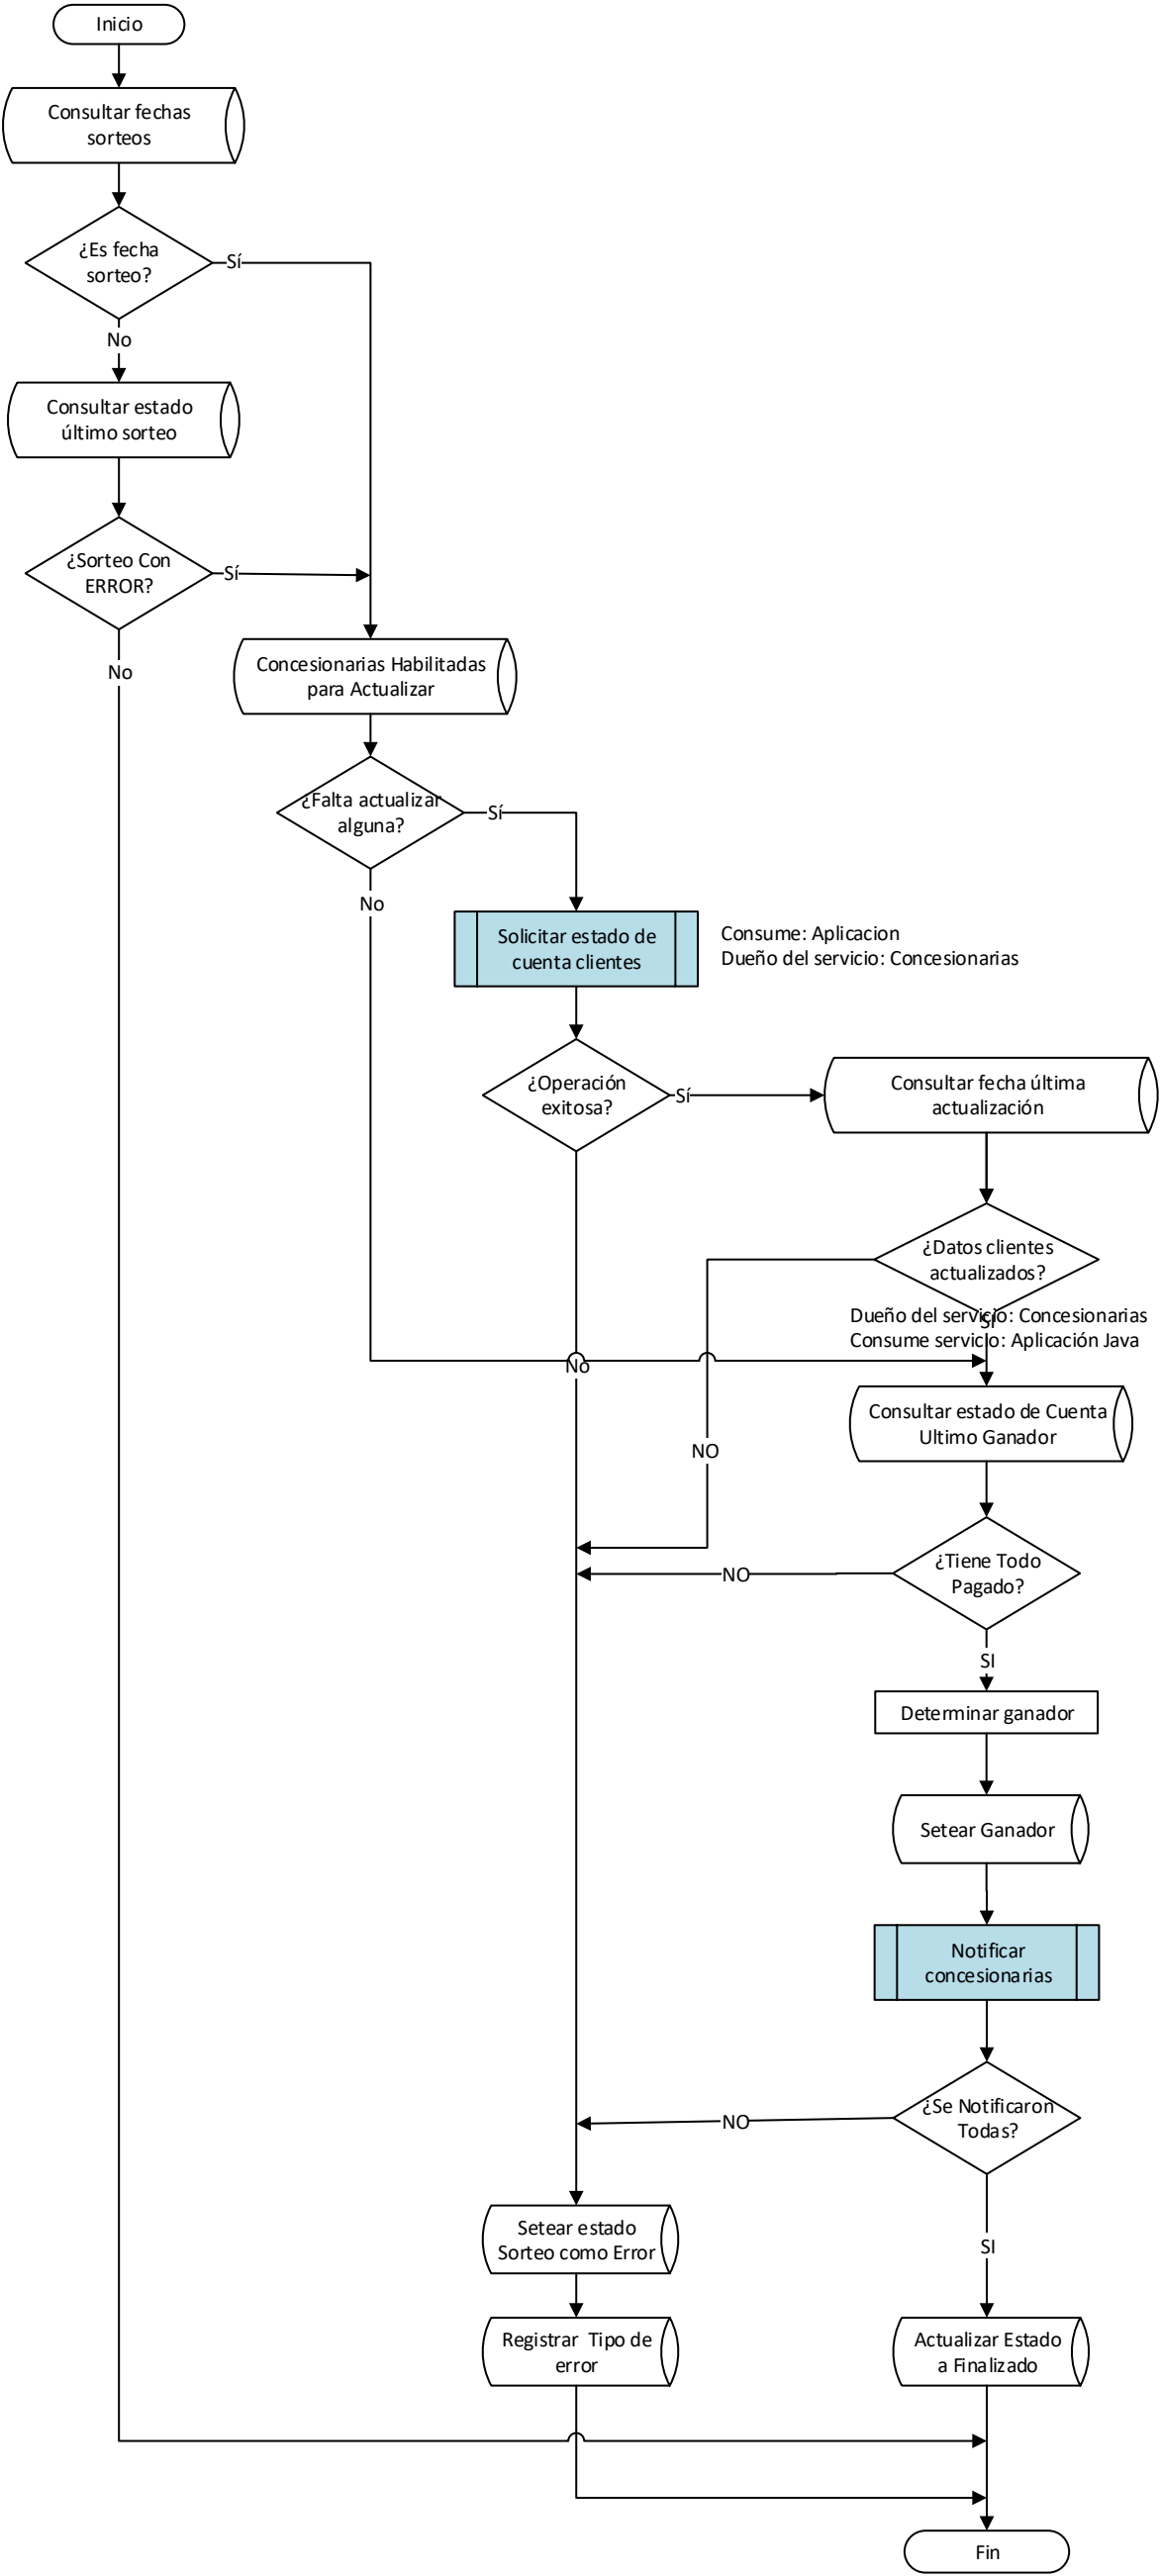 Inicio
Consultar fechas
sorteos
¿Es fecha
sorteo?
Sí
No
Consultar estado
último sorteo
¿Sorteo Con
ERROR?
Sí
No
Concesionarias Habilitadas
para Actualizar
¿Falta actualizar
alguna?
Sí
No
Solicitar estado de
cuenta clientes
Consume: Aplicacion
Dueño del servicio: Concesionarias
¿Operación
exitosa?
Sí
Consultar fecha última
actualización
¿Datos clientes
actualizados?
Dueño del servicio: Concesionarias
SI
Consume servicio: Aplicación Java
No
Consultar estado de Cuenta
Ultimo Ganador
NO
¿Tiene Todo
Pagado?
NO
SI
Determinar ganador
Setear Ganador
Notificar
concesionarias
¿Se Notificaron
Todas?
NO
Setear estado
Sorteo como Error
SI
Registrar Tipo de
error
Actualizar Estado
a Finalizado
Fin